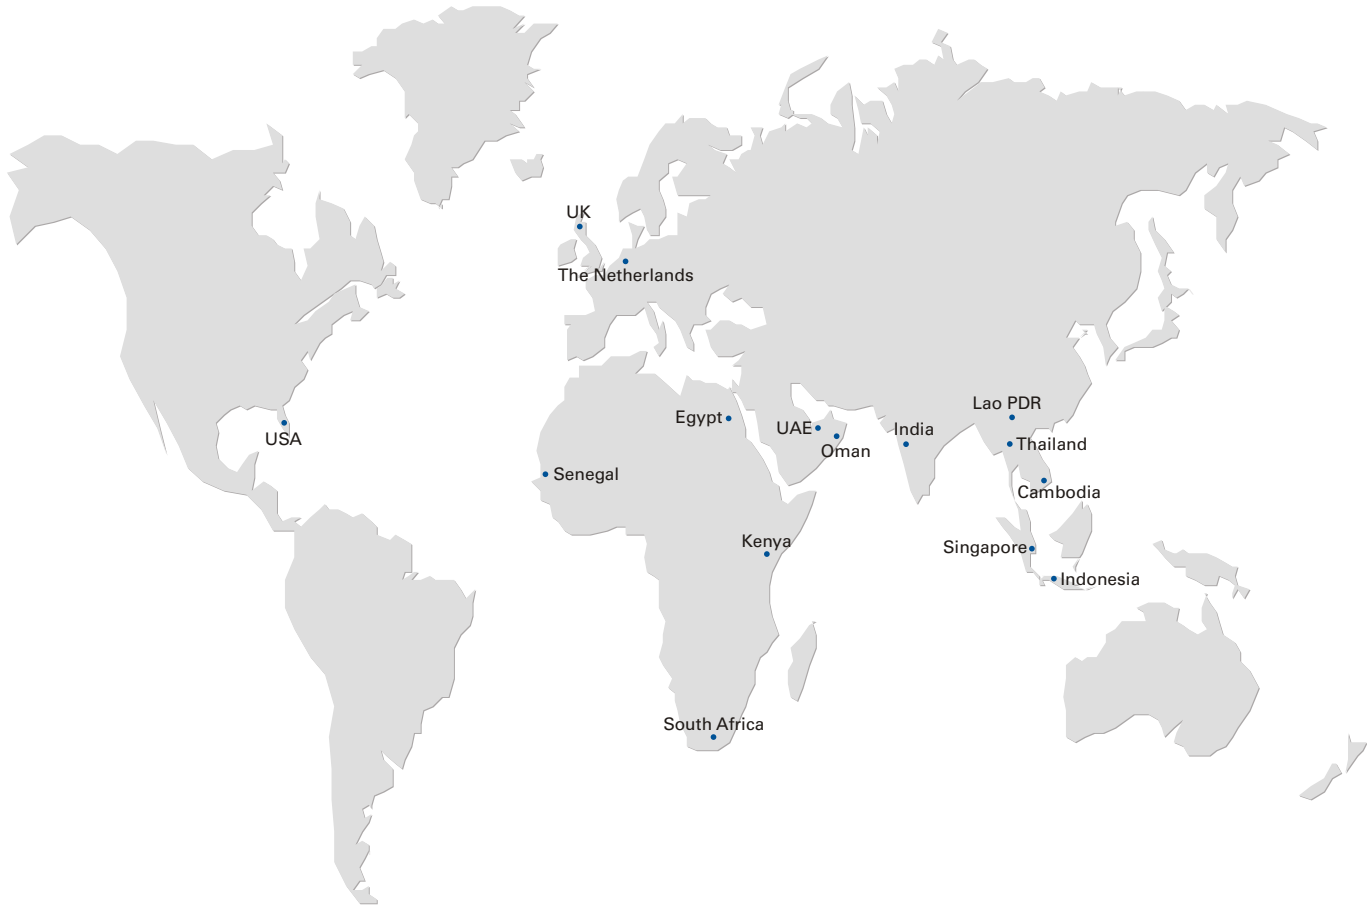 UK
The Netherlands
Lao PDR
Egypt
UAE
India
USA
Thailand
Oman
Senegal
Cambodia
Kenya
Singapore
Indonesia
South Africa